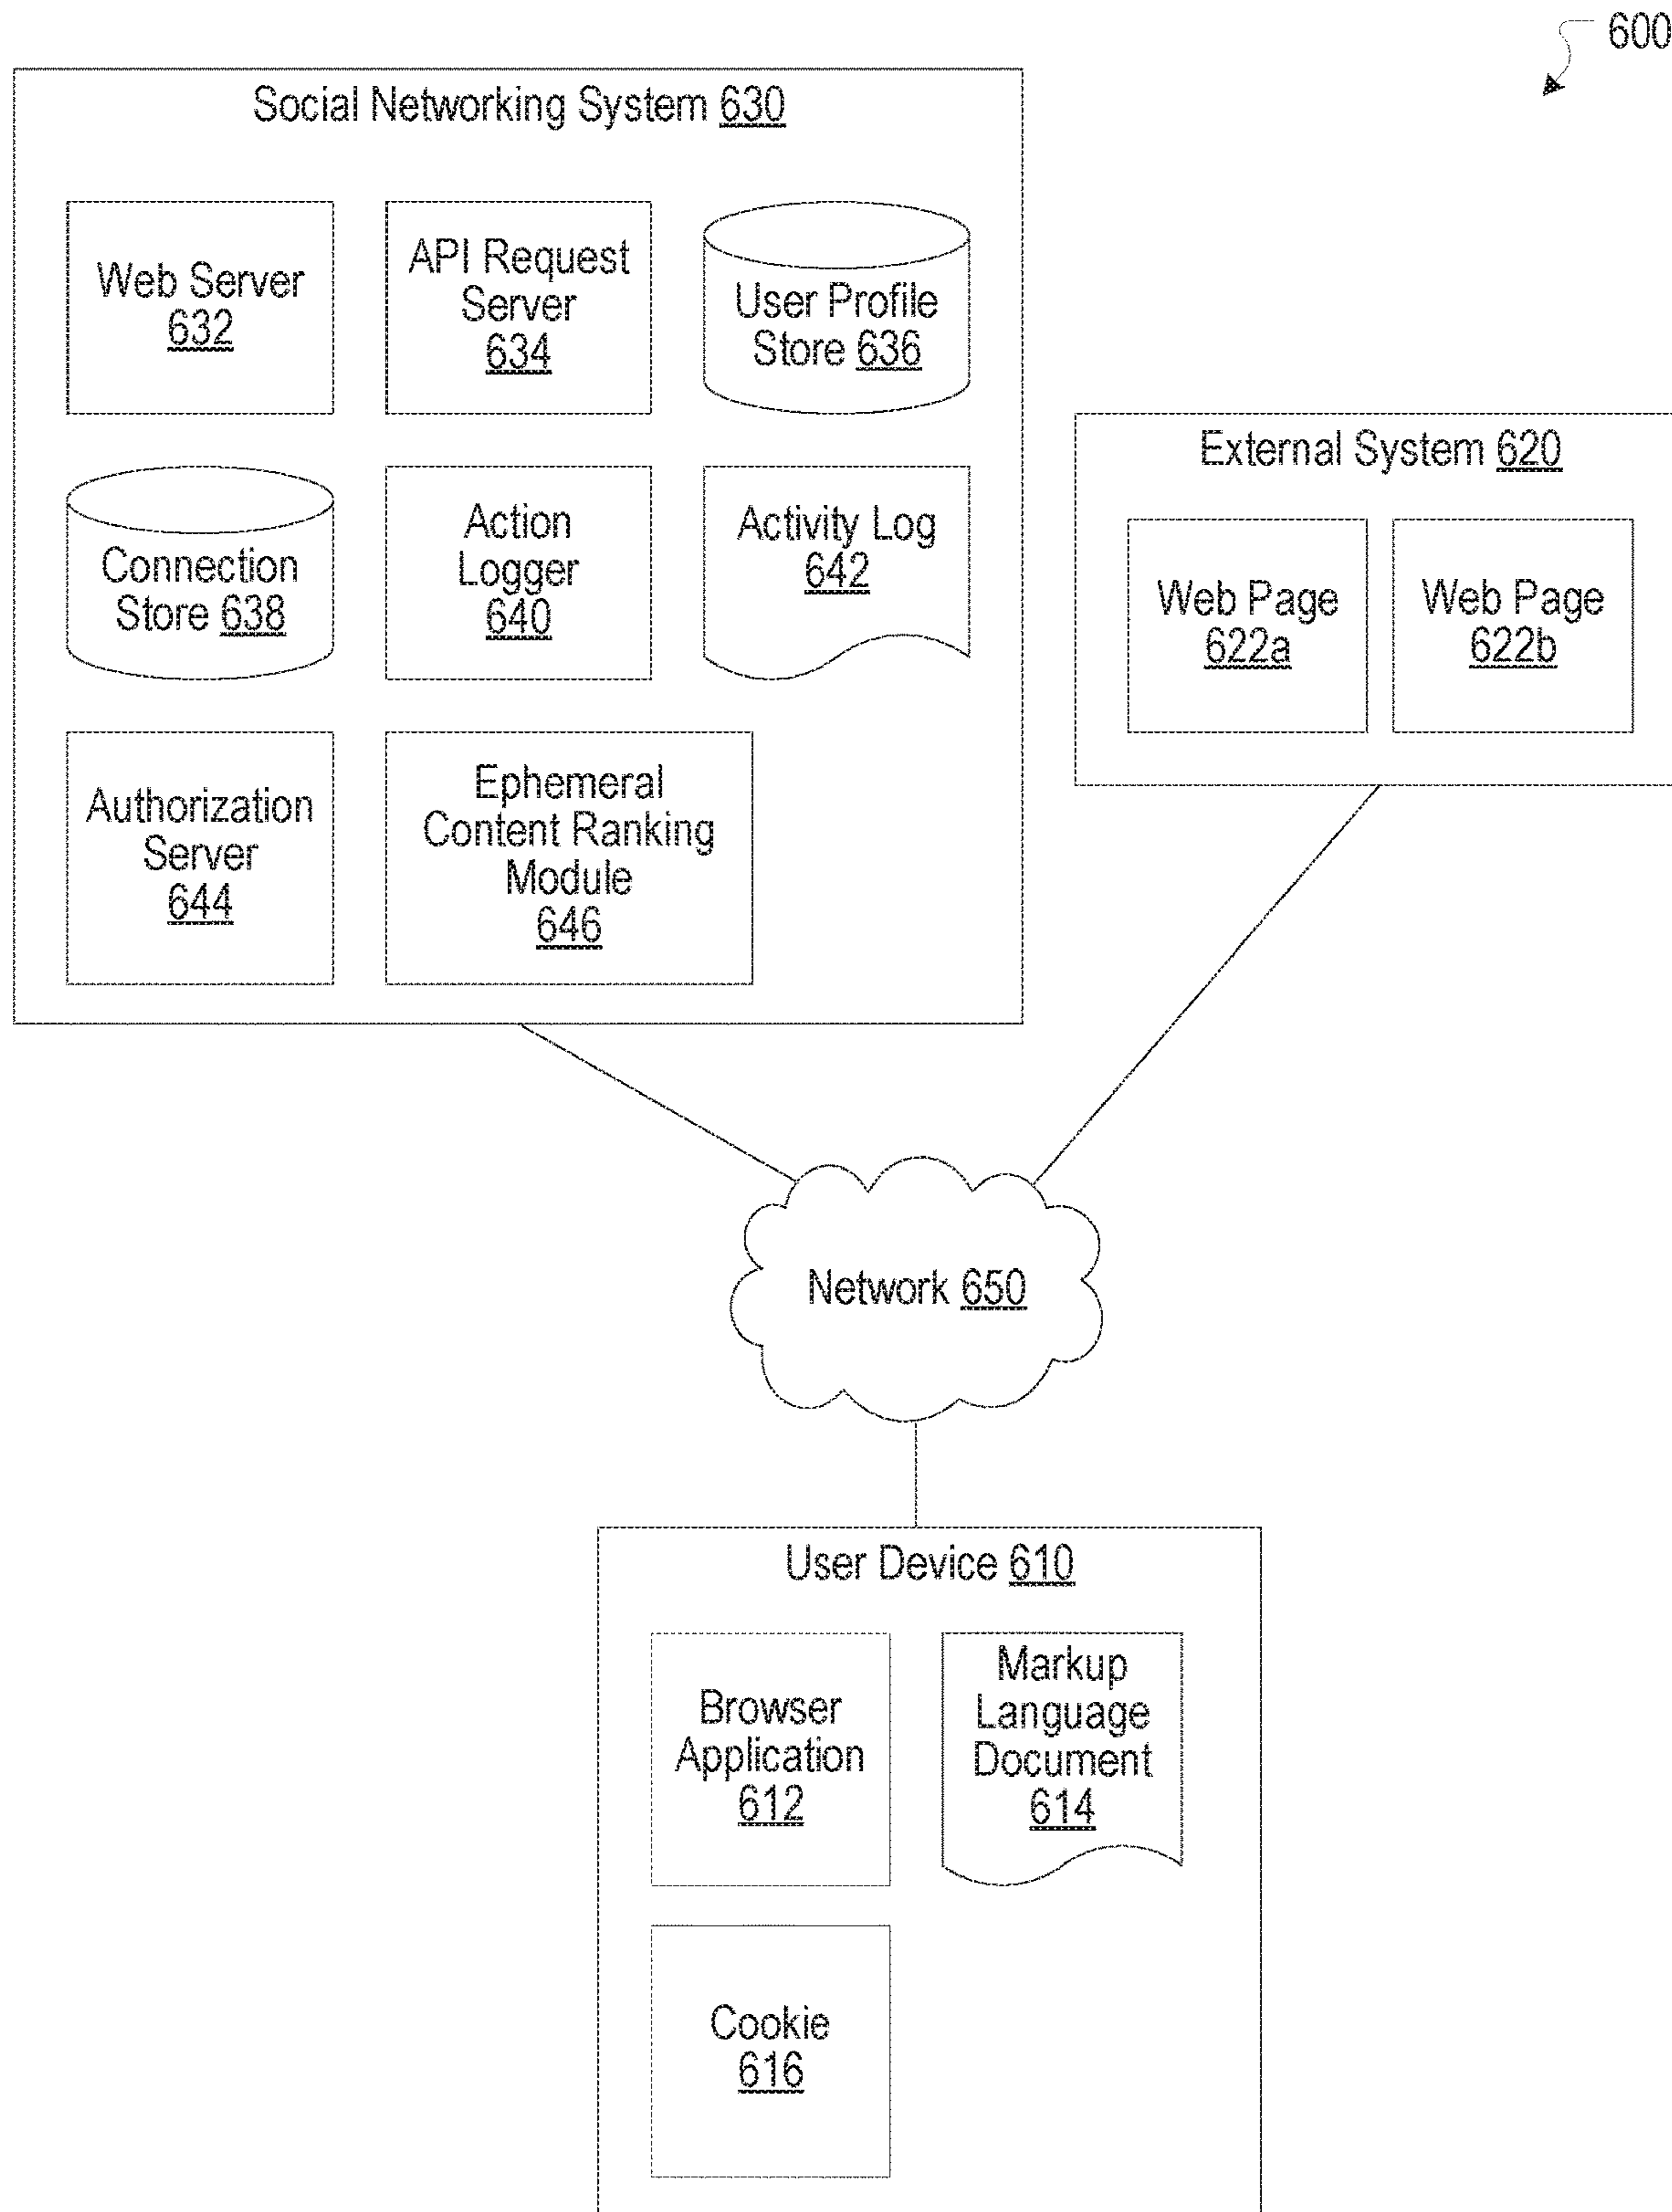 600
Social Networking System 630
Web Server
632
API Request
Server
634
User Profile
Store 636
Connection
Store 638
Action
Logger
640
Activity Log
642
Authorization
Server
644
Ephemeral
Content Ranking
Module
646
External System 620
Web Page
622a
Web Page
622b
Network 650
User Device 610
Browser
Application
612
Markup
Language
Document
614
Cookie
616